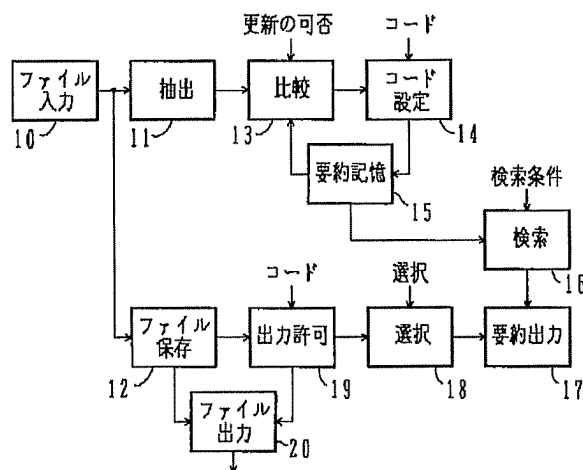 更新の可否
コード
ファイル
入力
10
抽出
11
比較
13
コード
設定
14
要約記憶
15
検索条件
検索
16
コード
選択
ファイル
保存
12
出力許可
19
選択
18
要約出力
17
ファイル
出力
20